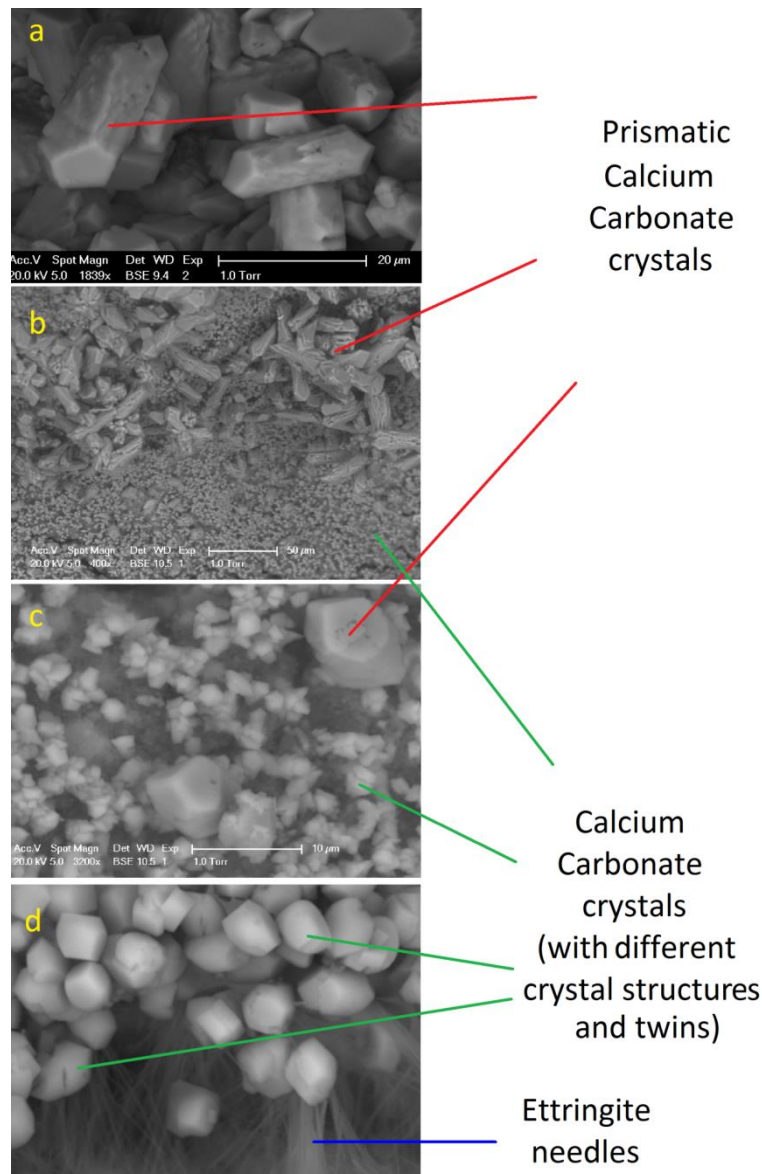 a
Acc.V Spot Magn Det WD Exp 20 µm
20.0 kV 5.0 1839x BSE 9.4 2 1.0 Torr
Prismatic
Calcium
Carbonate
crystals
b
Acc.V Spot Magn Det WD Exp 50 µm
20.0 kV 5.0 400x BSE 10.5 1 1.0 Torr
c
Acc.V Spot Magn Det WD Exp 10 µm
20.0 kV 5.0 3200x BSE 10.5 1 1.0 Torr
Calcium
Carbonate
crystals
(with different
crystal structures
and twins)
d
Ettringite
needles